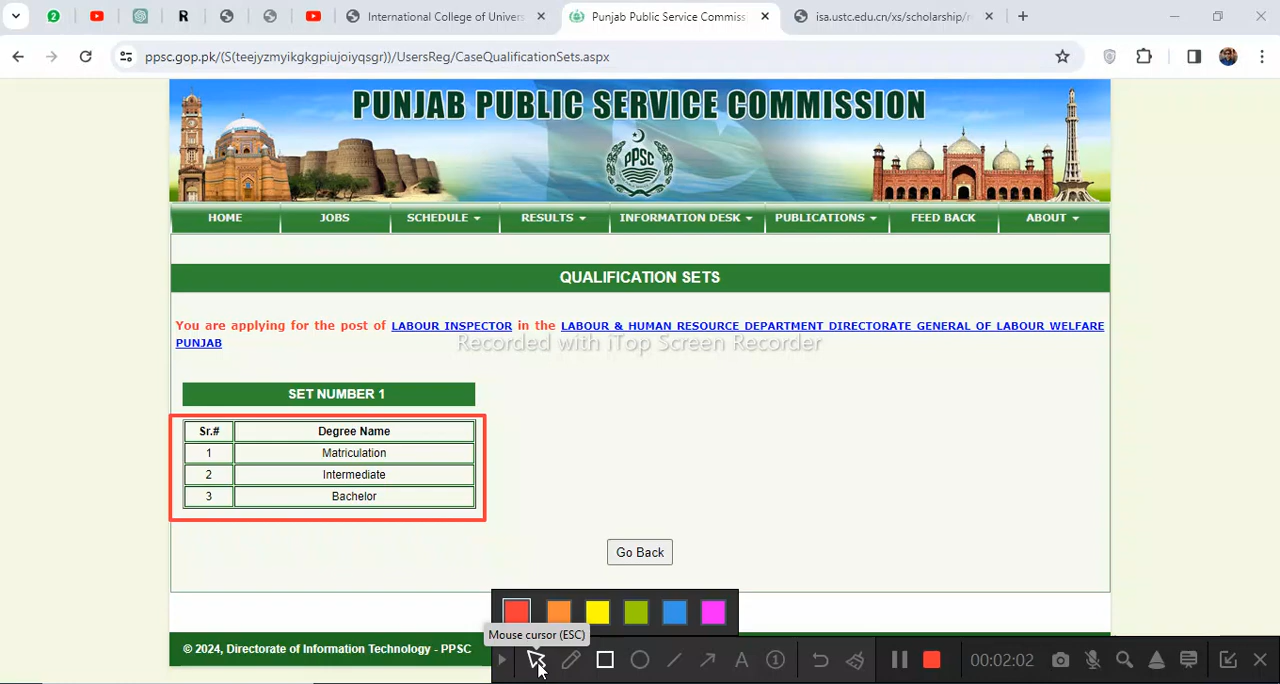 2
R
International College of Univers
Punjab Public Service Commiss
isa.ustc.edu.cn/xs/scholarship/r
ppsc.gop.pk/(S(teejyzmyikgkgpiujoiyqsgr))/UsersReg/CaseQualificationSets.aspx
PUNJAB PUBLIC SERVICE COMMISSION
PPSC
HOME JOBS SCHEDULE RESULTS INFORMATION DESK PUBLICATIONS FEED BACK ABOUT
QUALIFICATION SETS
You are applying for the post of LABOUR INSPECTOR in the LABOUR & HUMAN RESOURCE DEPARTMENT DIRECTORATE GENERAL OF LABOUR WELFARE
PUNJAB
Recorded with iTop Screen Recorder
SET NUMBER 1
Sr.# Degree Name
1 Matriculation
2 Intermediate
3 Bachelor
Go Back
Mouse cursor (ESC)
© 2024, Directorate of Information Technology - PPSC
A 1 00:02:02